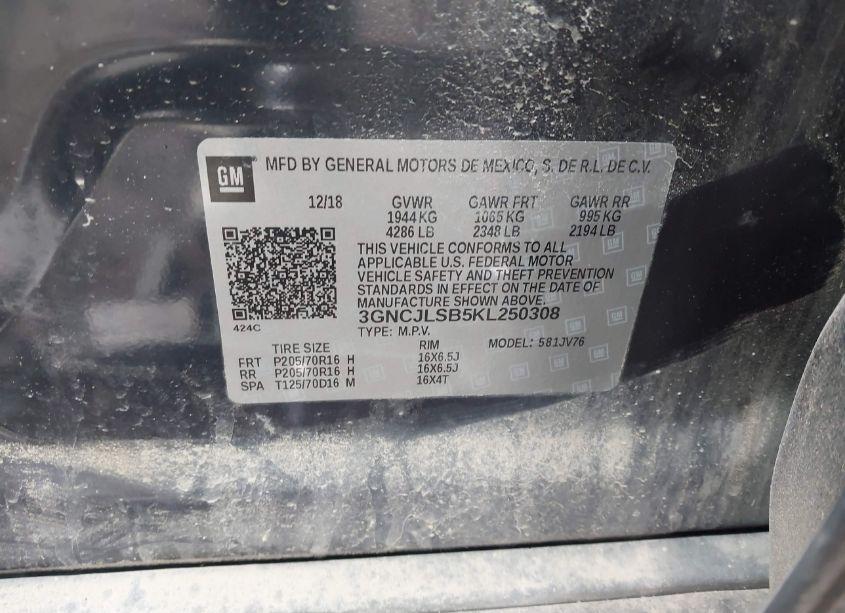 GM
MFD BY GENERAL MOTORS DE MEXICO, S. DE R.L. DE C.V.
12/18 GVWR GAWR FRT GAWR RR
1944 KG 1065 KG 995 KG
4286 LB 2348 LB 2194 LB
THIS VEHICLE CONFORMS TO ALL
APPLICABLE U.S. FEDERAL MOTOR
VEHICLE SAFETY AND THEFT PREVENTION
STANDARDS IN EFFECT ON THE DATE OF
MANUFACTURE SHOWN ABOVE.
3GNCJLSB5KL250308
424C
TYPE: M.P.V. MODEL: 581JV76
TIRE SIZE RIM
FRT P205/70R16 H 16X6.5J
RR P205/70R16 H 16X6.5J
SPA T125/70D16 M 16X4T